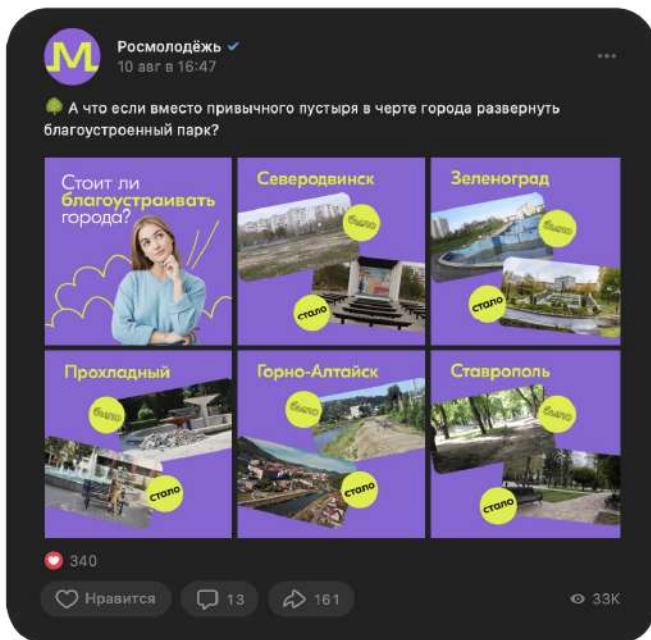 М
Росмолодёжь
10 авг в 16:47
А что если вместо привычного пустыря в черте города развернуть
благоустроенный парк?
Стоит ли
благоустраивать
города?
Северодвинск
было
стало
Зеленоград
было
стало
Прохладный
было
стало
Горно-Алтайск
было
стало
Ставрополь
было
стало
340
Нравится
13
161
33K